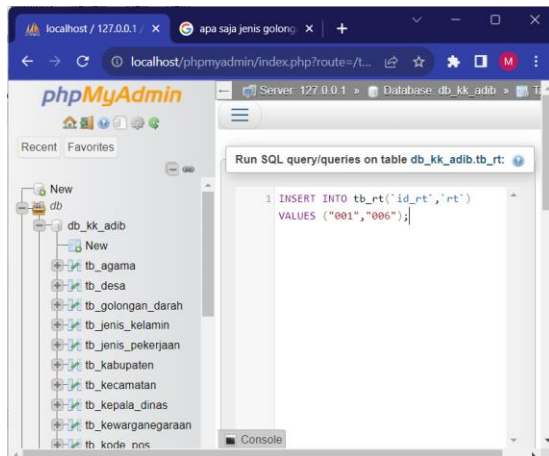 localhost / 127.0.0.1 /
apa saja jenis golong
localhost/phpmyadmin/index.php?route=/t...
M
phpMyAdmin
Server: 127.0.0.1 » Database: db_kk_adib »
Recent Favorites
Run SQL query/queries on table db_kk_adib.tb_rt:
1 INSERT INTO tb_rt(`id_rt`,`rt`)
VALUES ("001","006");
New
db
db_kk_adib
New
tb_agama
tb_desa
tb_golongan_darah
tb_jenis_kelamin
tb_jenis_pekerjaan
tb_kabupaten
tb_kecamatan
tb_kepala_dinas
tb_kewarganegaraan
tb_kode_pos
Console